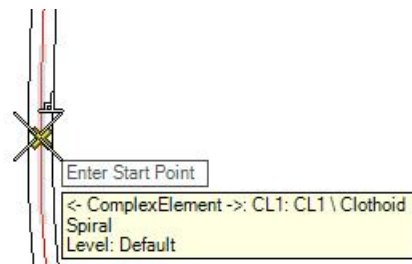 Enter Start Point
<- ComplexElement ->: CL1: CL1 \ Clothoid
Spiral
Level: Default